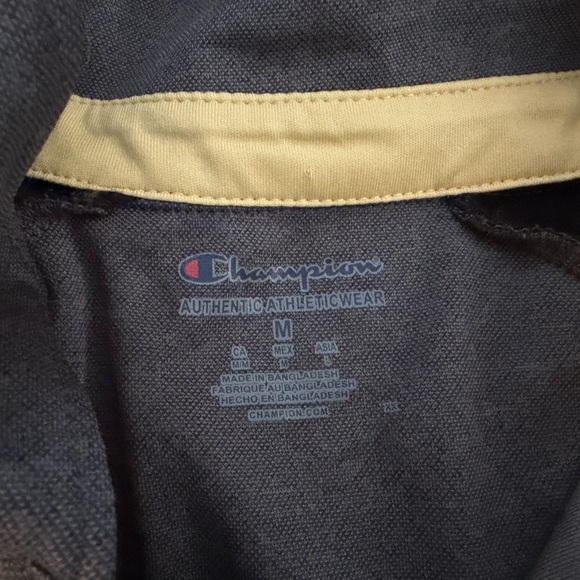 Champion
AUTHENTIC ATHLETICWEAR
M
CA MEX ASIA
M/M M L
MADE IN BANGLADESH
FABRIQUE AU BANGLADESH
HECHO EN BANGLADESH
CHAMPION.COM